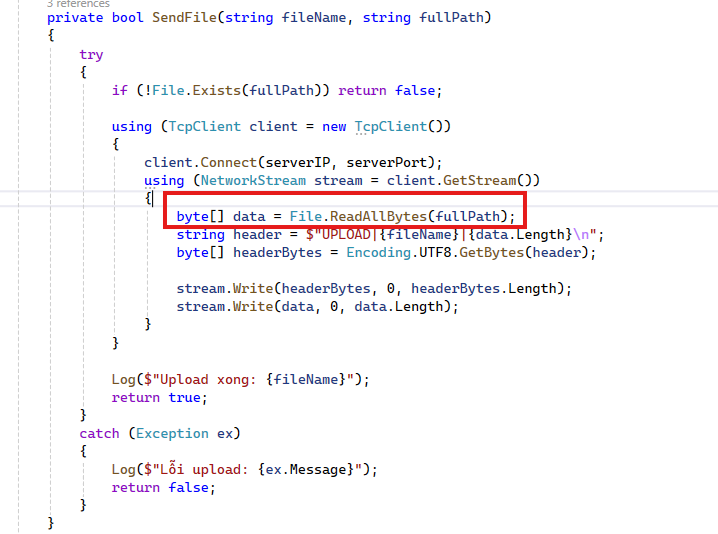 3 references
private bool SendFile(string fileName, string fullPath)
{
try
{
if (!File.Exists(fullPath)) return false;
using (TcpClient client = new TcpClient())
{
client.Connect(serverIP, serverPort);
using (NetworkStream stream = client.GetStream())
{
byte[] data = File.ReadAllBytes(fullPath);
string header = $"UPLOAD|{fileName}|{data.Length}\n";
byte[] headerBytes = Encoding.UTF8.GetBytes(header);
stream.Write(headerBytes, 0, headerBytes.Length);
stream.Write(data, 0, data.Length);
}
}
Log($"Upload xong: {fileName}");
return true;
}
catch (Exception ex)
{
Log($"Lỗi upload: {ex.Message}");
return false;
}
}